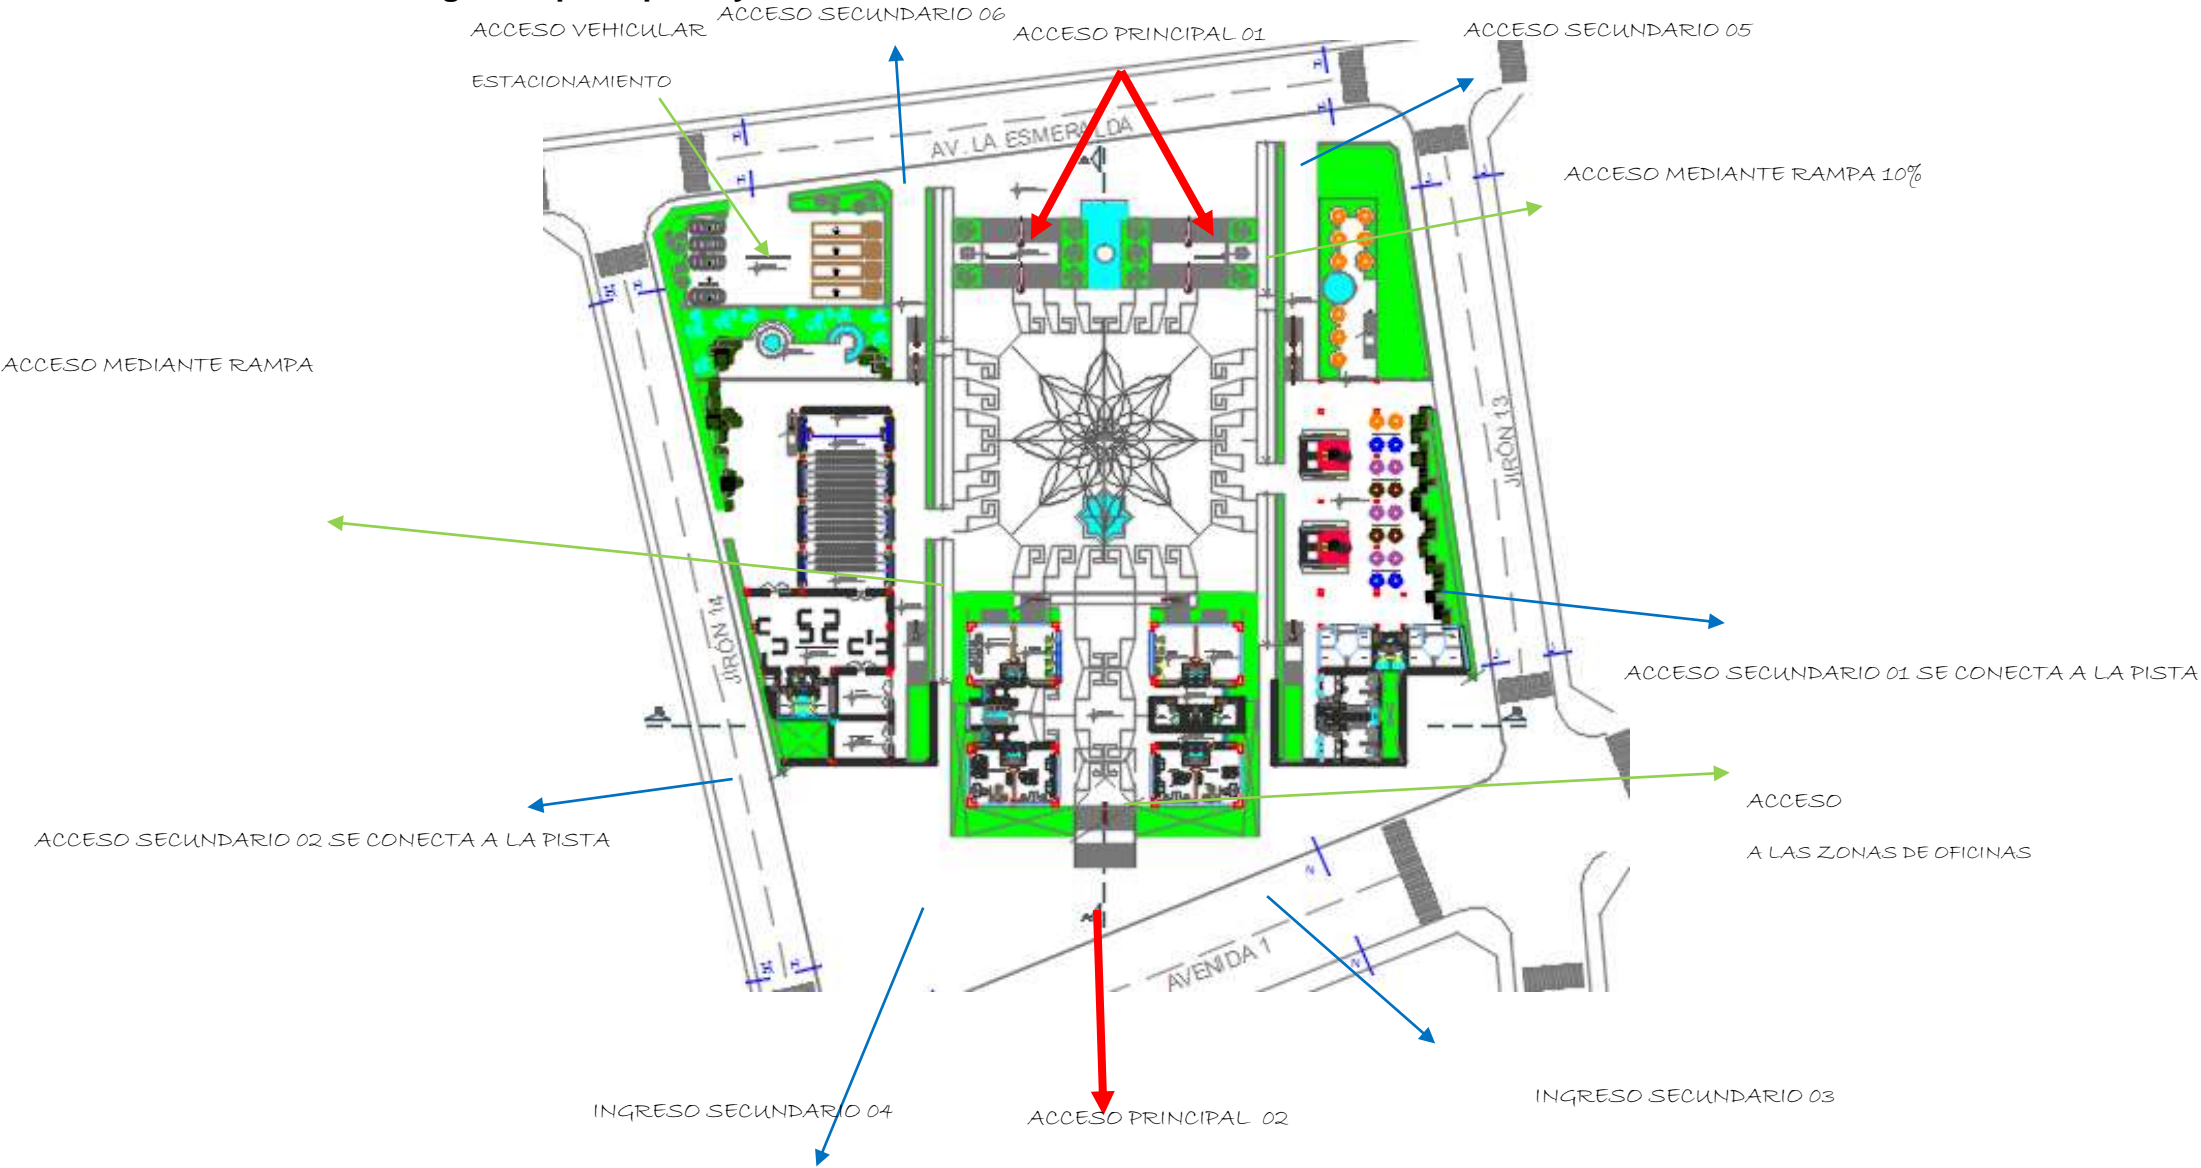 ACCESO SECUNDARIO 06
ACCESO VEHICULAR
ESTACIONAMIENTO
ACCESO PRINCIPAL 01
ACCESO SECUNDARIO 05
AV. LA ESMERALDA
ACCESO MEDIANTE RAMPA 10%
ACCESO MEDIANTE RAMPA
JIRÓN 13
JIRÓN 14
ACCESO SECUNDARIO 01 SE CONECTA A LA PISTA
ACCESO
A LAS ZONAS DE OFICINAS
ACCESO SECUNDARIO 02 SE CONECTA A LA PISTA
AVENIDA 1
INGRESO SECUNDARIO 03
INGRESO SECUNDARIO 04
ACCESO PRINCIPAL 02